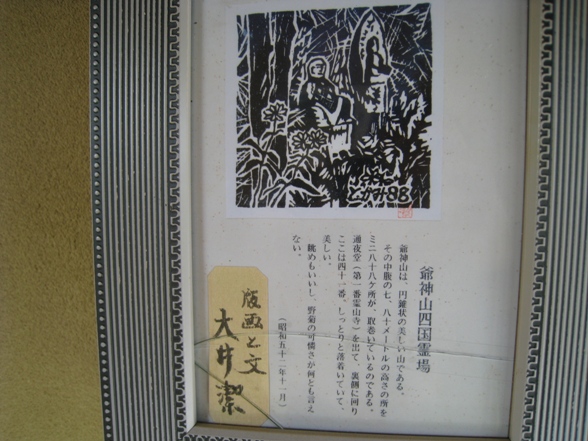 とかみ88
爺神山四国霊場
爺神山は、円錐状の美しい山である。
その中腹の七、八十メートルの高さの所を
ミニ八十八ケ所が、取巻いているのである。
通夜堂（第一番霊山寺）を出て、裏側に回り
ここは四十一番。しっとりと落着いていて、
美しい。
眺めもいいし、野菊の可憐さが何とも言え
ない。
（昭和五十二年十一月）
版画と文
大井潔